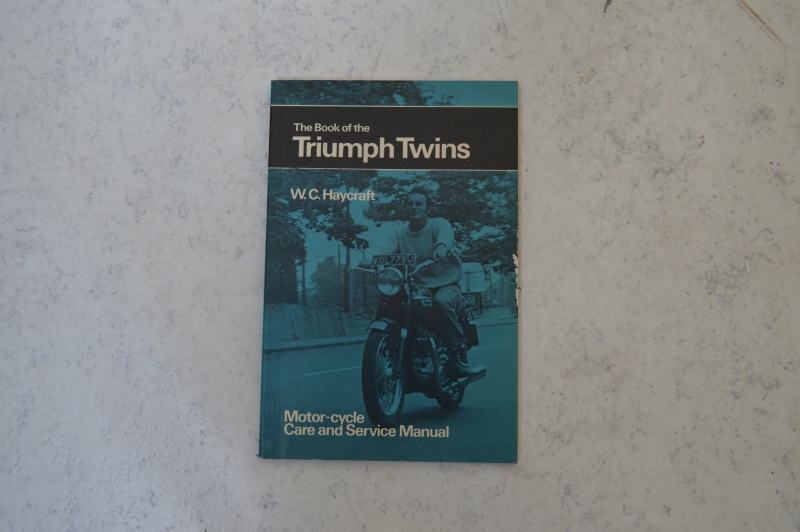 The Book of the
Triumph Twins
W. C. Haycraft
Motor-cycle
Care and Service Manual